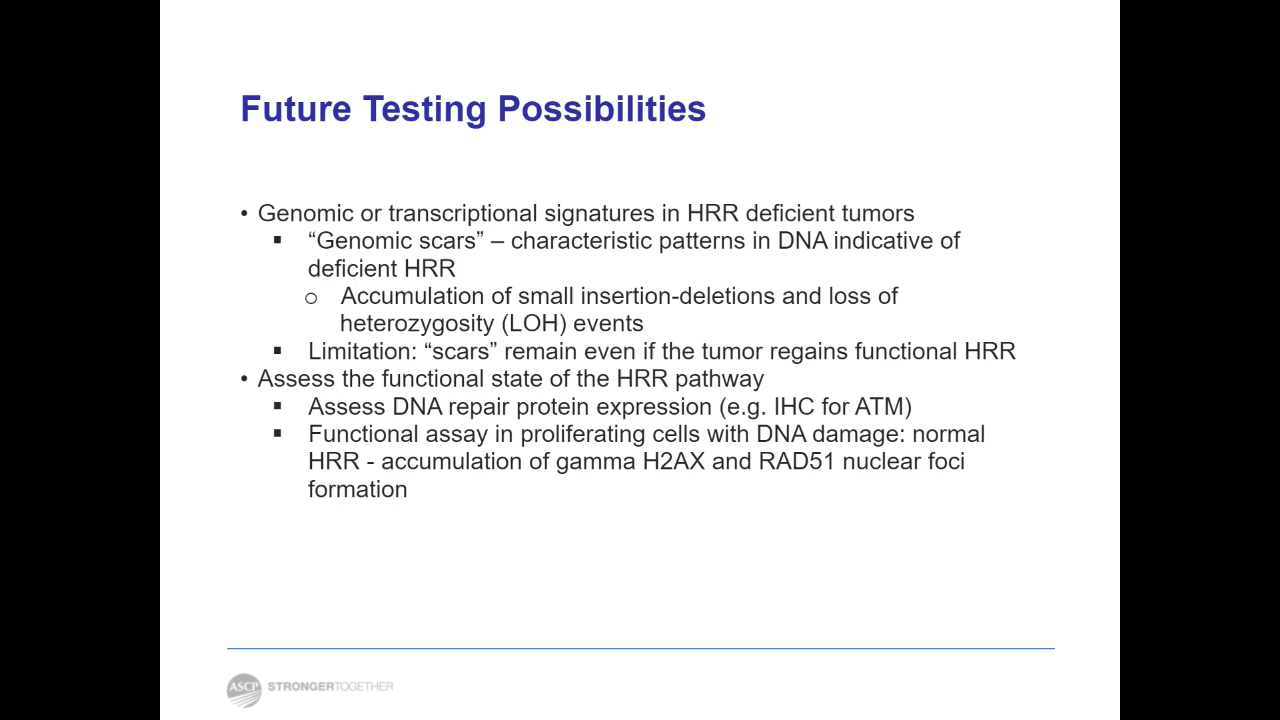 Future Testing Possibilities
• Genomic or transcriptional signatures in HRR deficient tumors
▪ “Genomic scars” – characteristic patterns in DNA indicative of
deficient HRR
o Accumulation of small insertion-deletions and loss of
heterozygosity (LOH) events
▪ Limitation: “scars” remain even if the tumor regains functional HRR
• Assess the functional state of the HRR pathway
▪ Assess DNA repair protein expression (e.g. IHC for ATM)
▪ Functional assay in proliferating cells with DNA damage: normal
HRR - accumulation of gamma H2AX and RAD51 nuclear foci
formation
ASCP STRONGERTOGETHER